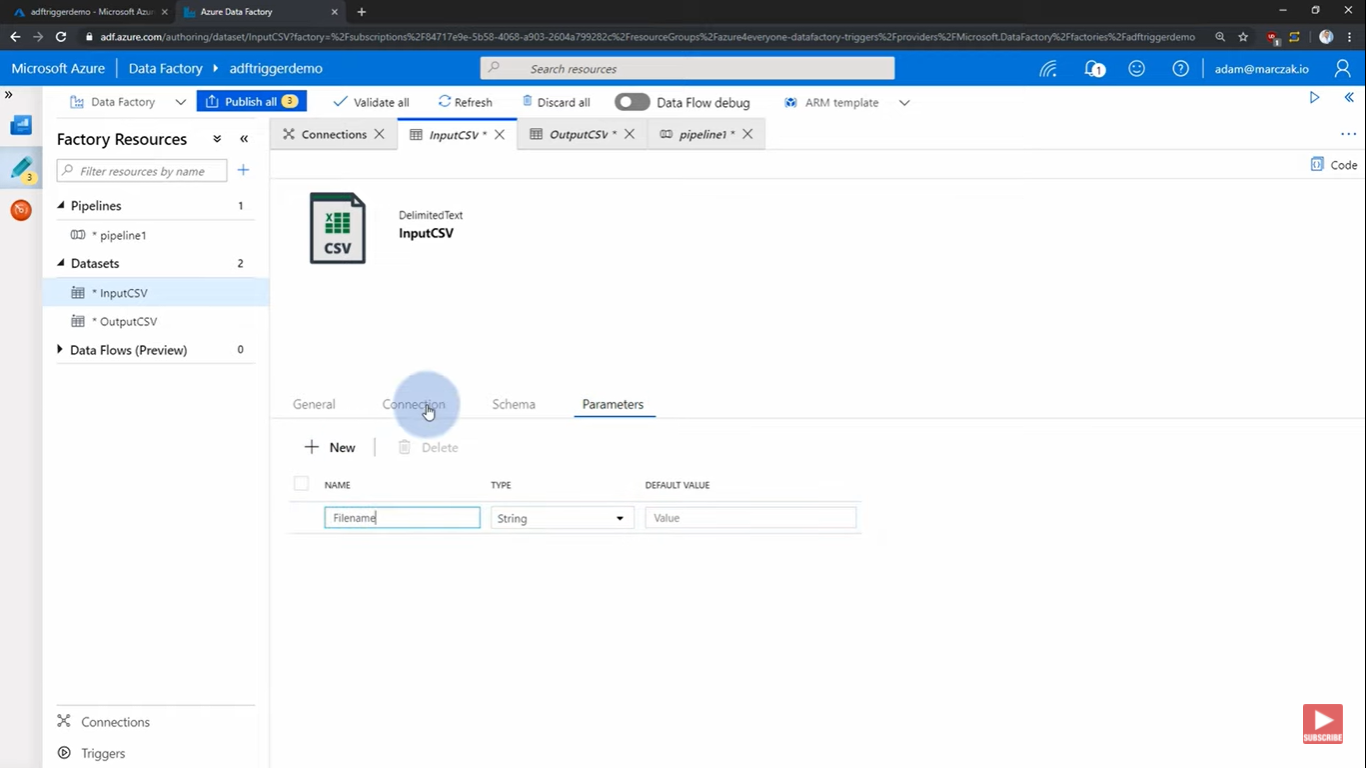 adftriggerdemo - Microsoft Azur
Azure Data Factory
adf.azure.com/authoring/dataset/InputCSV?factory=%2Fsubscriptions%2F84717e9e-5b58-4068-a903-2604a799282c%2FresourceGroups%2Fazure4everyone-datafactory-triggers%2Fproviders%2FMicrosoft.DataFactory%2Ffactories%2Fadftriggerdemo
Microsoft Azure
Data Factory
adftriggerdemo
Search resources
1
adam@marczak.io
Data Factory
Publish all 3
Validate all
Refresh
Discard all
Data Flow debug
ARM template
Factory Resources
Connections
InputCSV *
OutputCSV *
pipeline1 *
Filter resources by name
Code
3
Pipelines 1
* pipeline1
Datasets 2
* InputCSV
* OutputCSV
Data Flows (Preview) 0
CSV
DelimitedText
InputCSV
General
Connection
Schema
Parameters
New
Delete
NAME
TYPE
DEFAULT VALUE
Filename
String
Value
Connections
Triggers
SUBSCRIBE